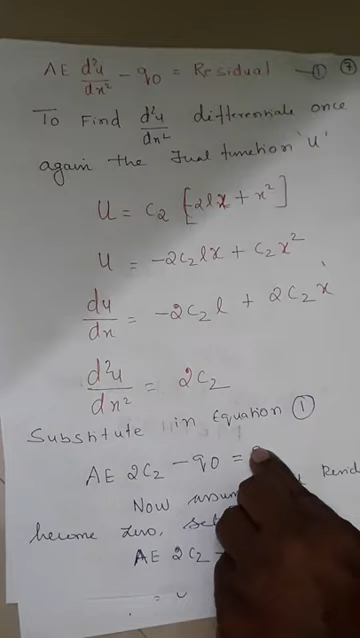 AE d²u/dx² - q0 = Residual —① ⑦
To Find d²u/dx² differentiate once
again the Trial function 'u'
U = C2 [-2lx + x²]
u = -2C2lx + C2x²
du/dx = -2C2l + 2C2x
d²u/dx² = 2C2
Substitute in Equation ①
AE 2C2 - q0 =
Now
become zero,
AE 2C2
=